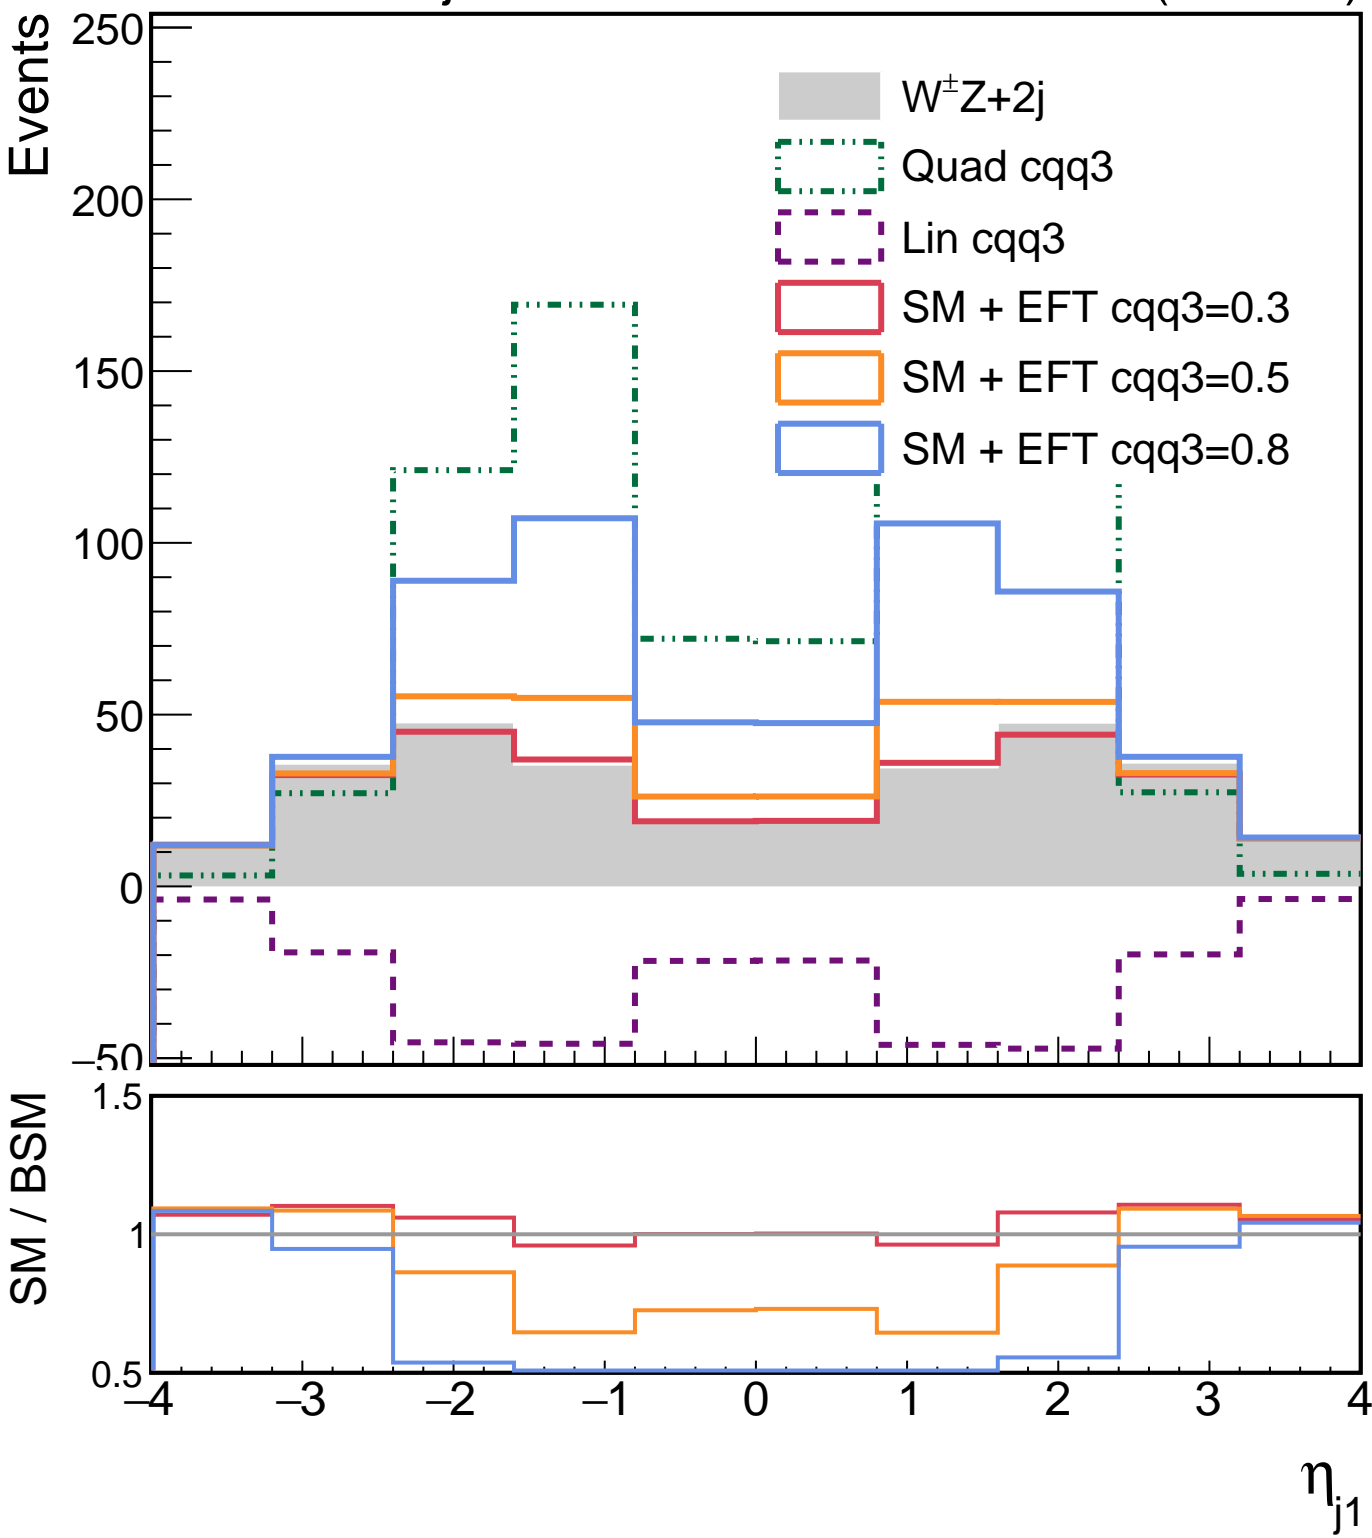 Events
250
200
150
100
50
0
−50
W±Z+2j
Quad cqq3
Lin cqq3
SM + EFT cqq3=0.3
SM + EFT cqq3=0.5
SM + EFT cqq3=0.8
SM / BSM
1.5
1
0.5
−4 −3 −2 −1 0 1 2 3 4
ηj1